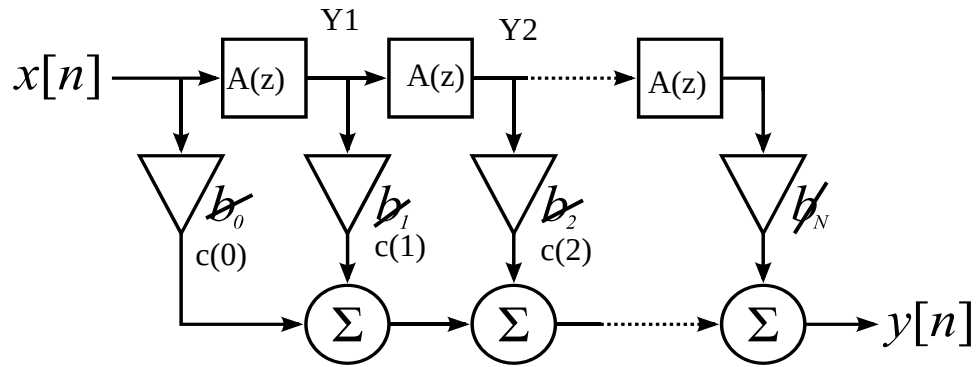 Y1
Y2
x[n]
A(z)
A(z)
A(z)
b0
b1
b2
bN
c(0)
c(1)
c(2)
Σ
Σ
Σ
y[n]